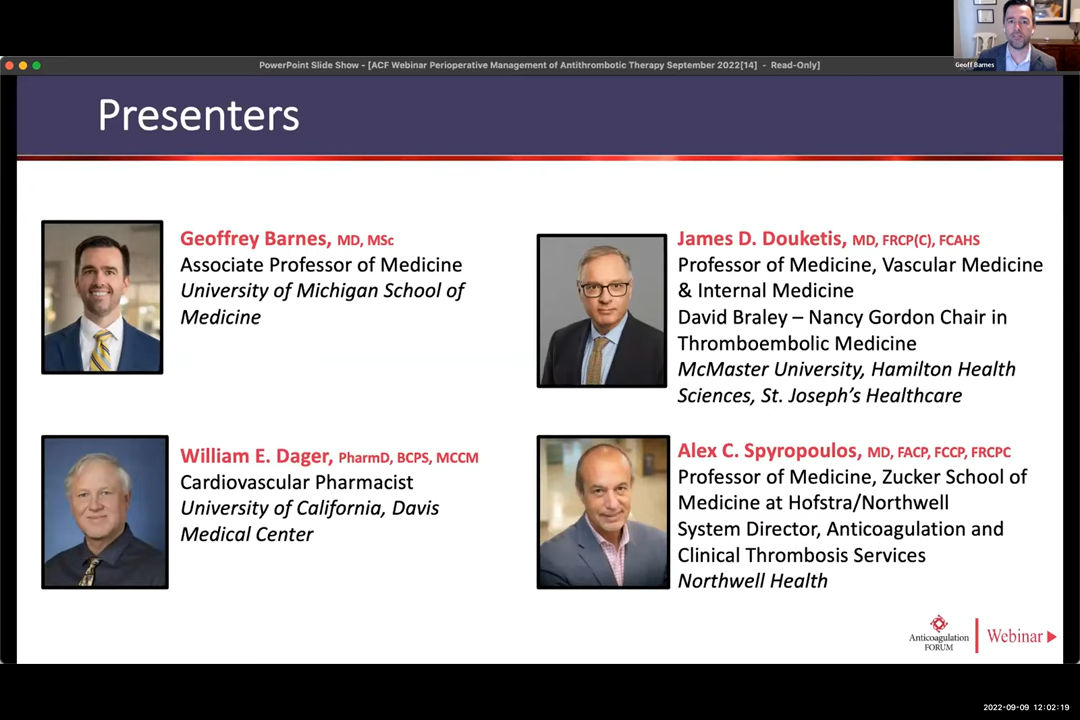 Geoff Barnes
PowerPoint Slide Show - [ACF Webinar Perioperative Management of Antithrombotic Therapy September 2022[14] - Read-Only]
Presenters
Geoffrey Barnes, MD, MSc
Associate Professor of Medicine
University of Michigan School of
Medicine
James D. Douketis, MD, FRCP(C), FCAHS
Professor of Medicine, Vascular Medicine
& Internal Medicine
David Braley – Nancy Gordon Chair in
Thromboembolic Medicine
McMaster University, Hamilton Health
Sciences, St. Joseph's Healthcare
William E. Dager, PharmD, BCPS, MCCM
Cardiovascular Pharmacist
University of California, Davis
Medical Center
Alex C. Spyropoulos, MD, FACP, FCCP, FRCPC
Professor of Medicine, Zucker School of
Medicine at Hofstra/Northwell
System Director, Anticoagulation and
Clinical Thrombosis Services
Northwell Health
Anticoagulation
FORUM
Webinar
2022-09-09 12:02:19